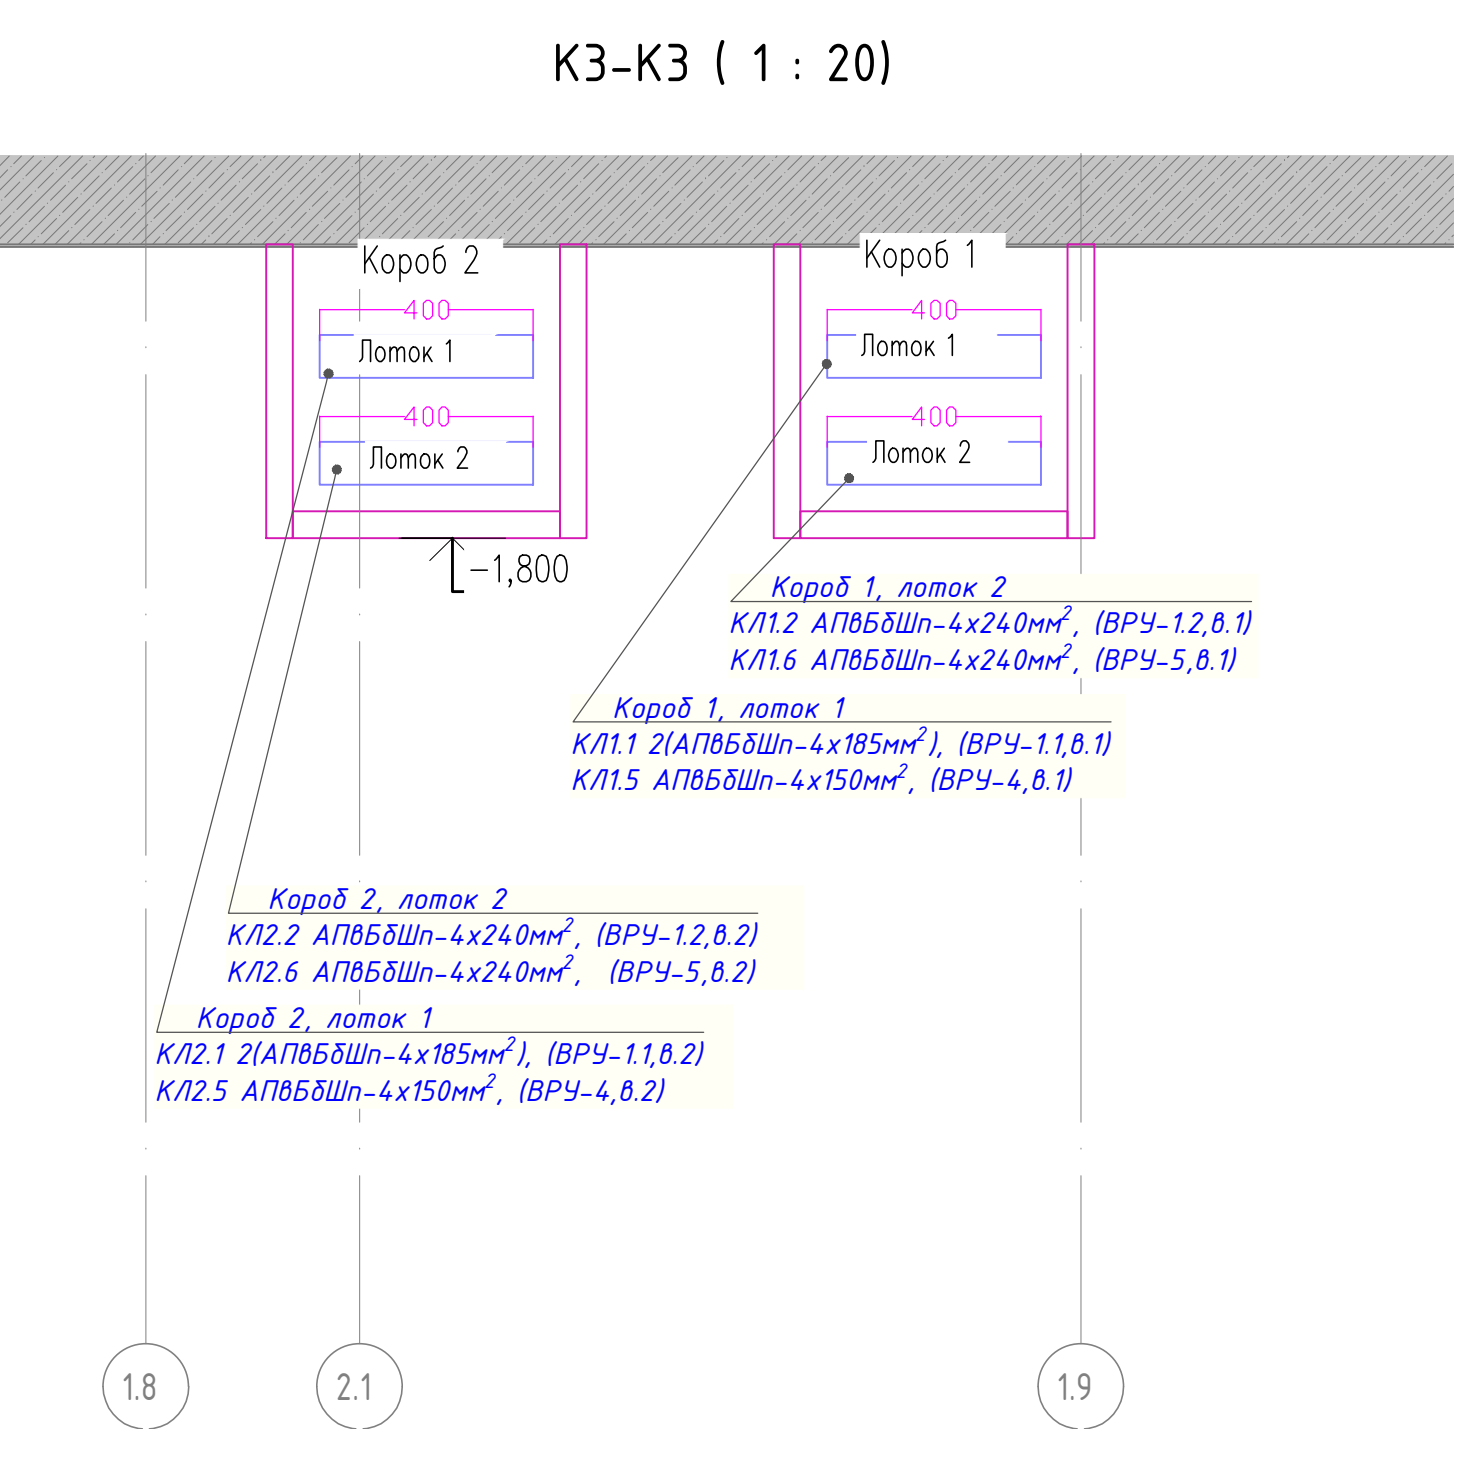 К3-К3 ( 1 : 20)
Короб 2
Короб 1
400
400
Лоток 1
Лоток 1
400
400
Лоток 2
Лоток 2
-1,800
Короб 1, лоток 2
КЛ1.2 АПвБбШп-4х240мм², (ВРУ-1.2,в.1)
КЛ1.6 АПвБбШп-4х240мм², (ВРУ-5,в.1)
Короб 1, лоток 1
КЛ1.1 2(АПвБбШп-4х185мм²), (ВРУ-1.1,в.1)
КЛ1.5 АПвБбШп-4х150мм², (ВРУ-4,в.1)
Короб 2, лоток 2
КЛ2.2 АПвБбШп-4х240мм², (ВРУ-1.2,в.2)
КЛ2.6 АПвБбШп-4х240мм², (ВРУ-5,в.2)
Короб 2, лоток 1
КЛ2.1 2(АПвБбШп-4х185мм²), (ВРУ-1.1,в.2)
КЛ2.5 АПвБбШп-4х150мм², (ВРУ-4,в.2)
1.8
2.1
1.9